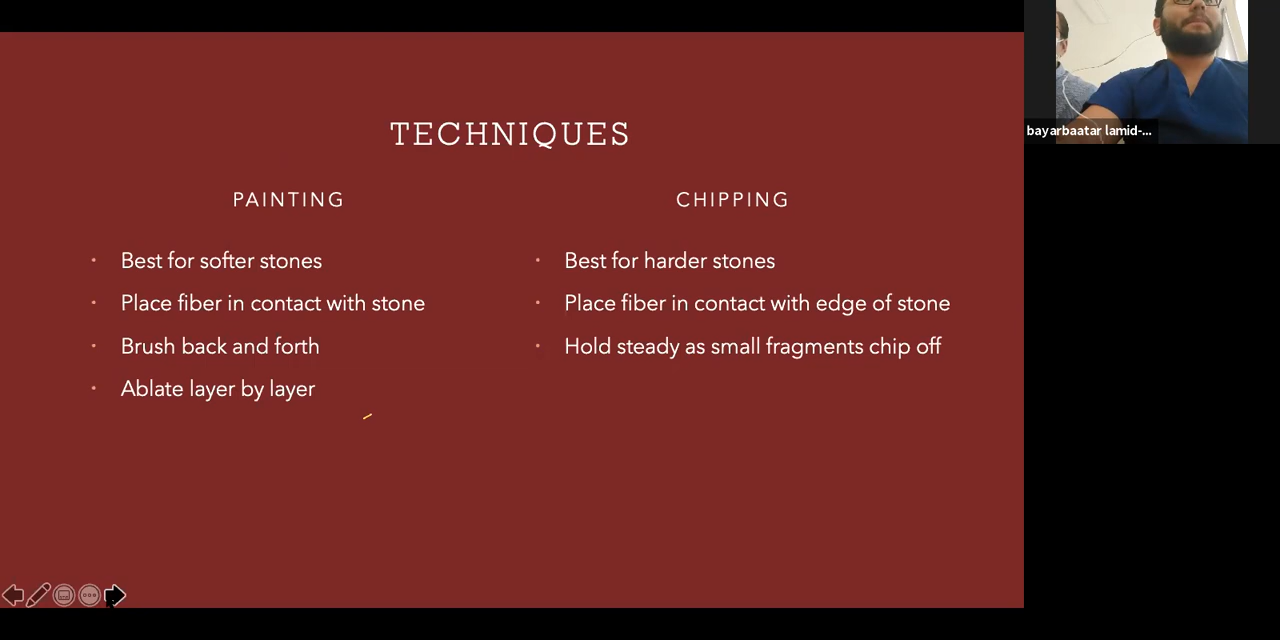 TECHNIQUES
PAINTING
· Best for softer stones
· Place fiber in contact with stone
· Brush back and forth
· Ablate layer by layer
CHIPPING
· Best for harder stones
· Place fiber in contact with edge of stone
· Hold steady as small fragments chip off
bayarbaatar lamid-...